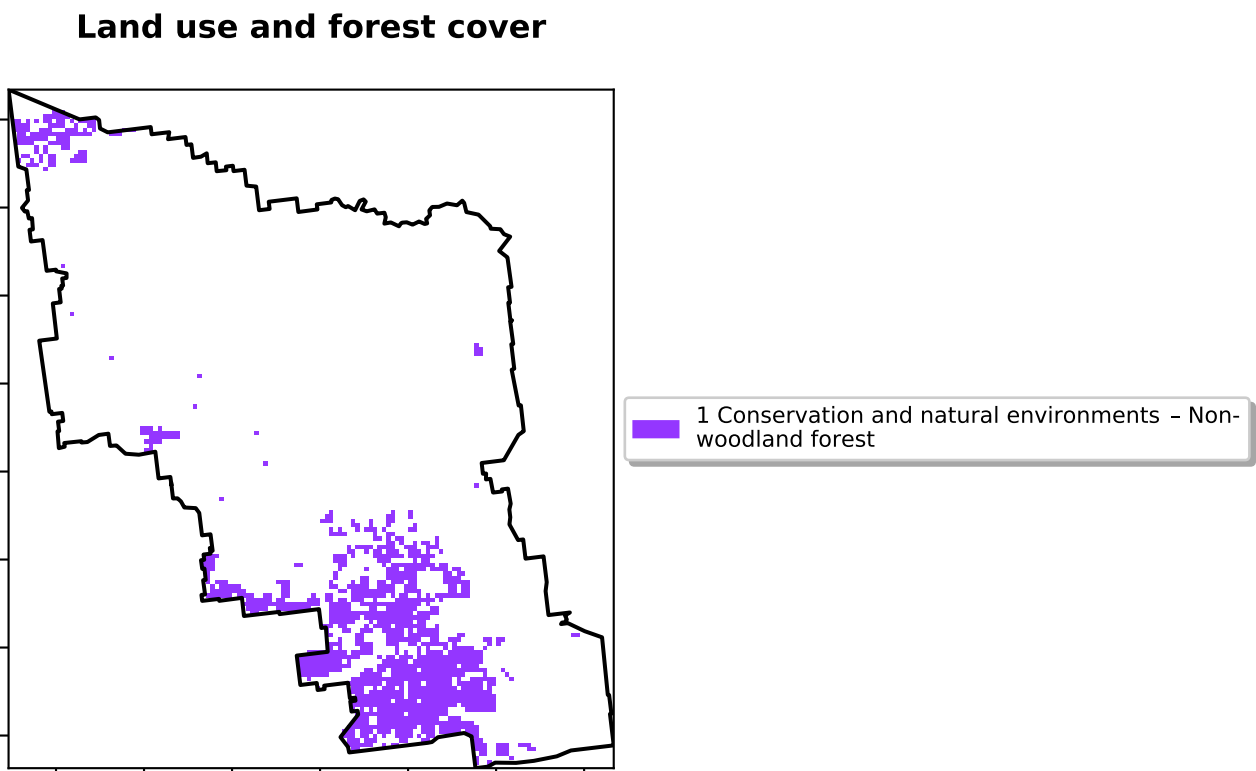 Land use and forest cover
1 Conservation and natural environments – Non-
woodland forest